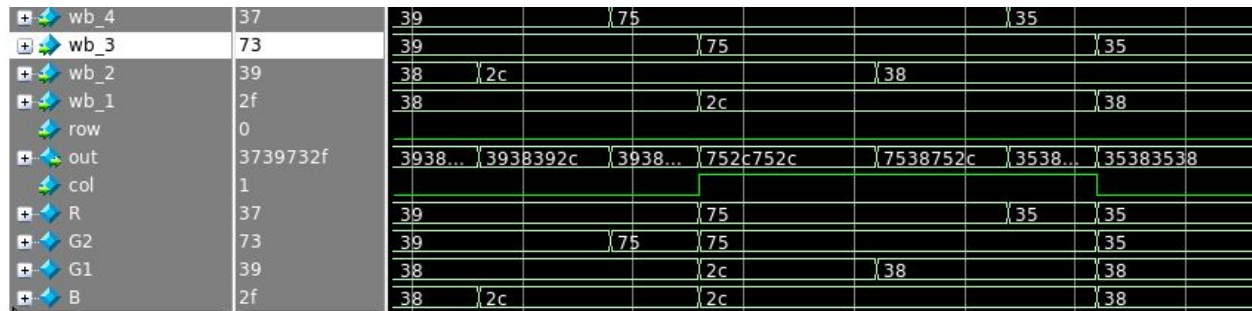 wb_4 37 39 75 35
wb_3 73 39 75 35
wb_2 39 38 2c 38
wb_1 2f 38 2c 38
row 0
out 3739732f 3938... 3938392c 3938... 752c752c 7538752c 3538... 35383538
col 1
R 37 39 75 35 35
G2 73 39 75 75 35
G1 39 38 2c 38 38
B 2f 38 2c 2c 38